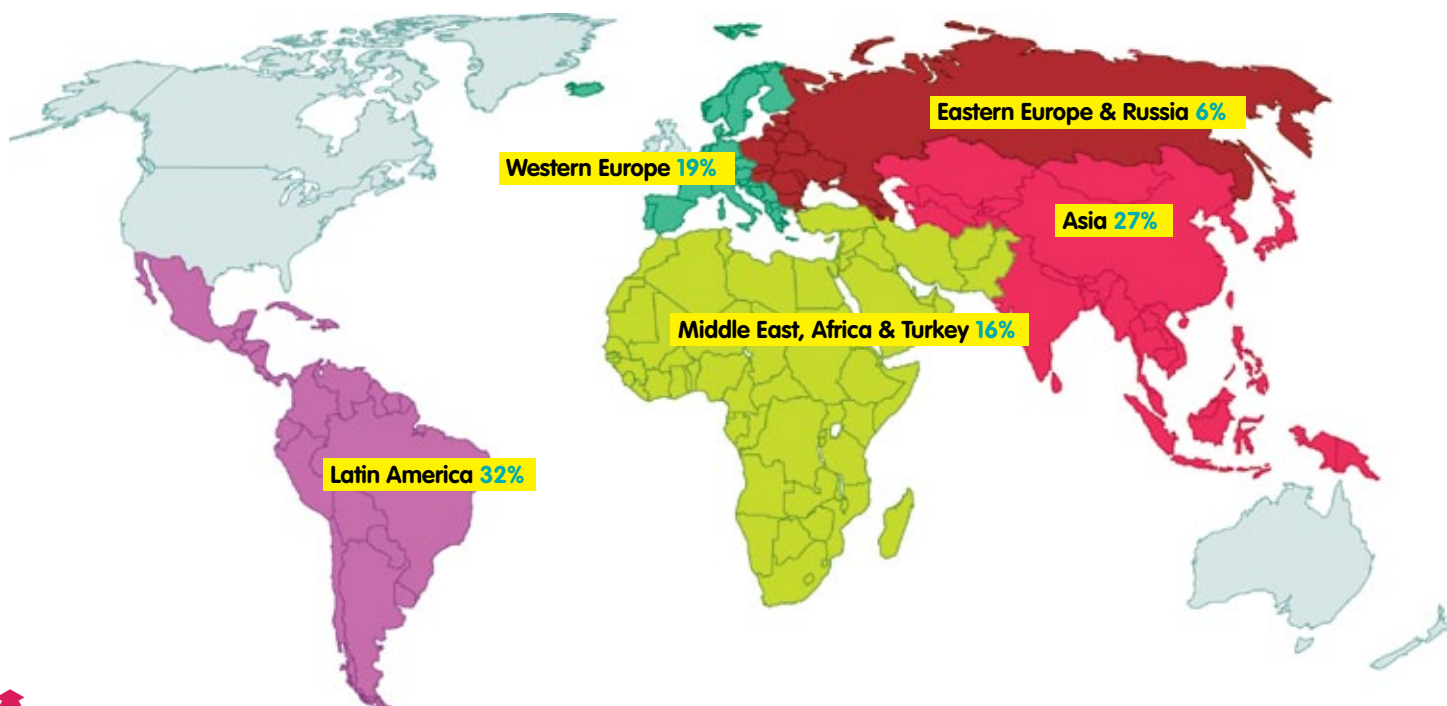 Eastern Europe & Russia 6%
Western Europe 19%
Asia 27%
Middle East, Africa & Turkey 16%
Latin America 32%